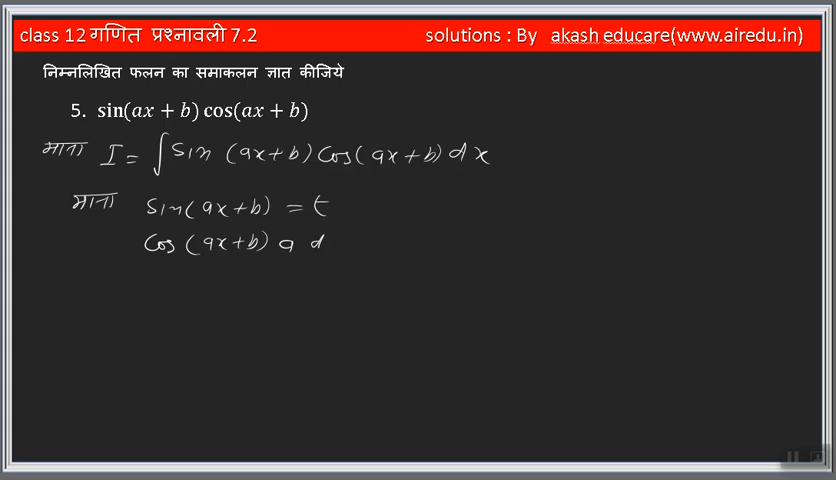 class 12 गणित प्रश्नावली 7.2 solutions : By akash educare(www.airedu.in)
निम्नलिखित फलन का समाकलन ज्ञात कीजिये
5. sin(ax + b) cos(ax + b)
माना I = ∫ Sin (ax+b) Cos(ax+b) dx
माना Sin(ax+b) = t
Cos (ax+b) a d